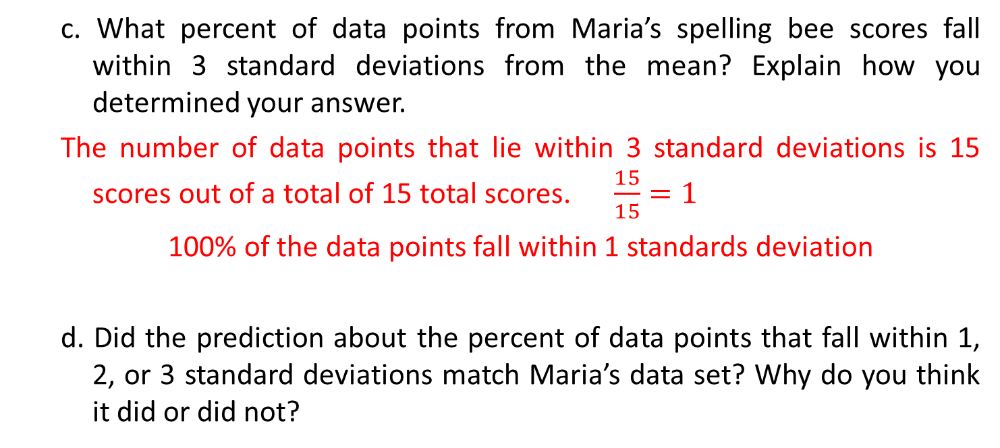 c. What percent of data points from Maria’s spelling bee scores fall
within 3 standard deviations from the mean? Explain how you
determined your answer.
The number of data points that lie within 3 standard deviations is 15
scores out of a total of 15 total scores. 15/15 = 1
100% of the data points fall within 1 standards deviation
d. Did the prediction about the percent of data points that fall within 1,
2, or 3 standard deviations match Maria’s data set? Why do you think
it did or did not?